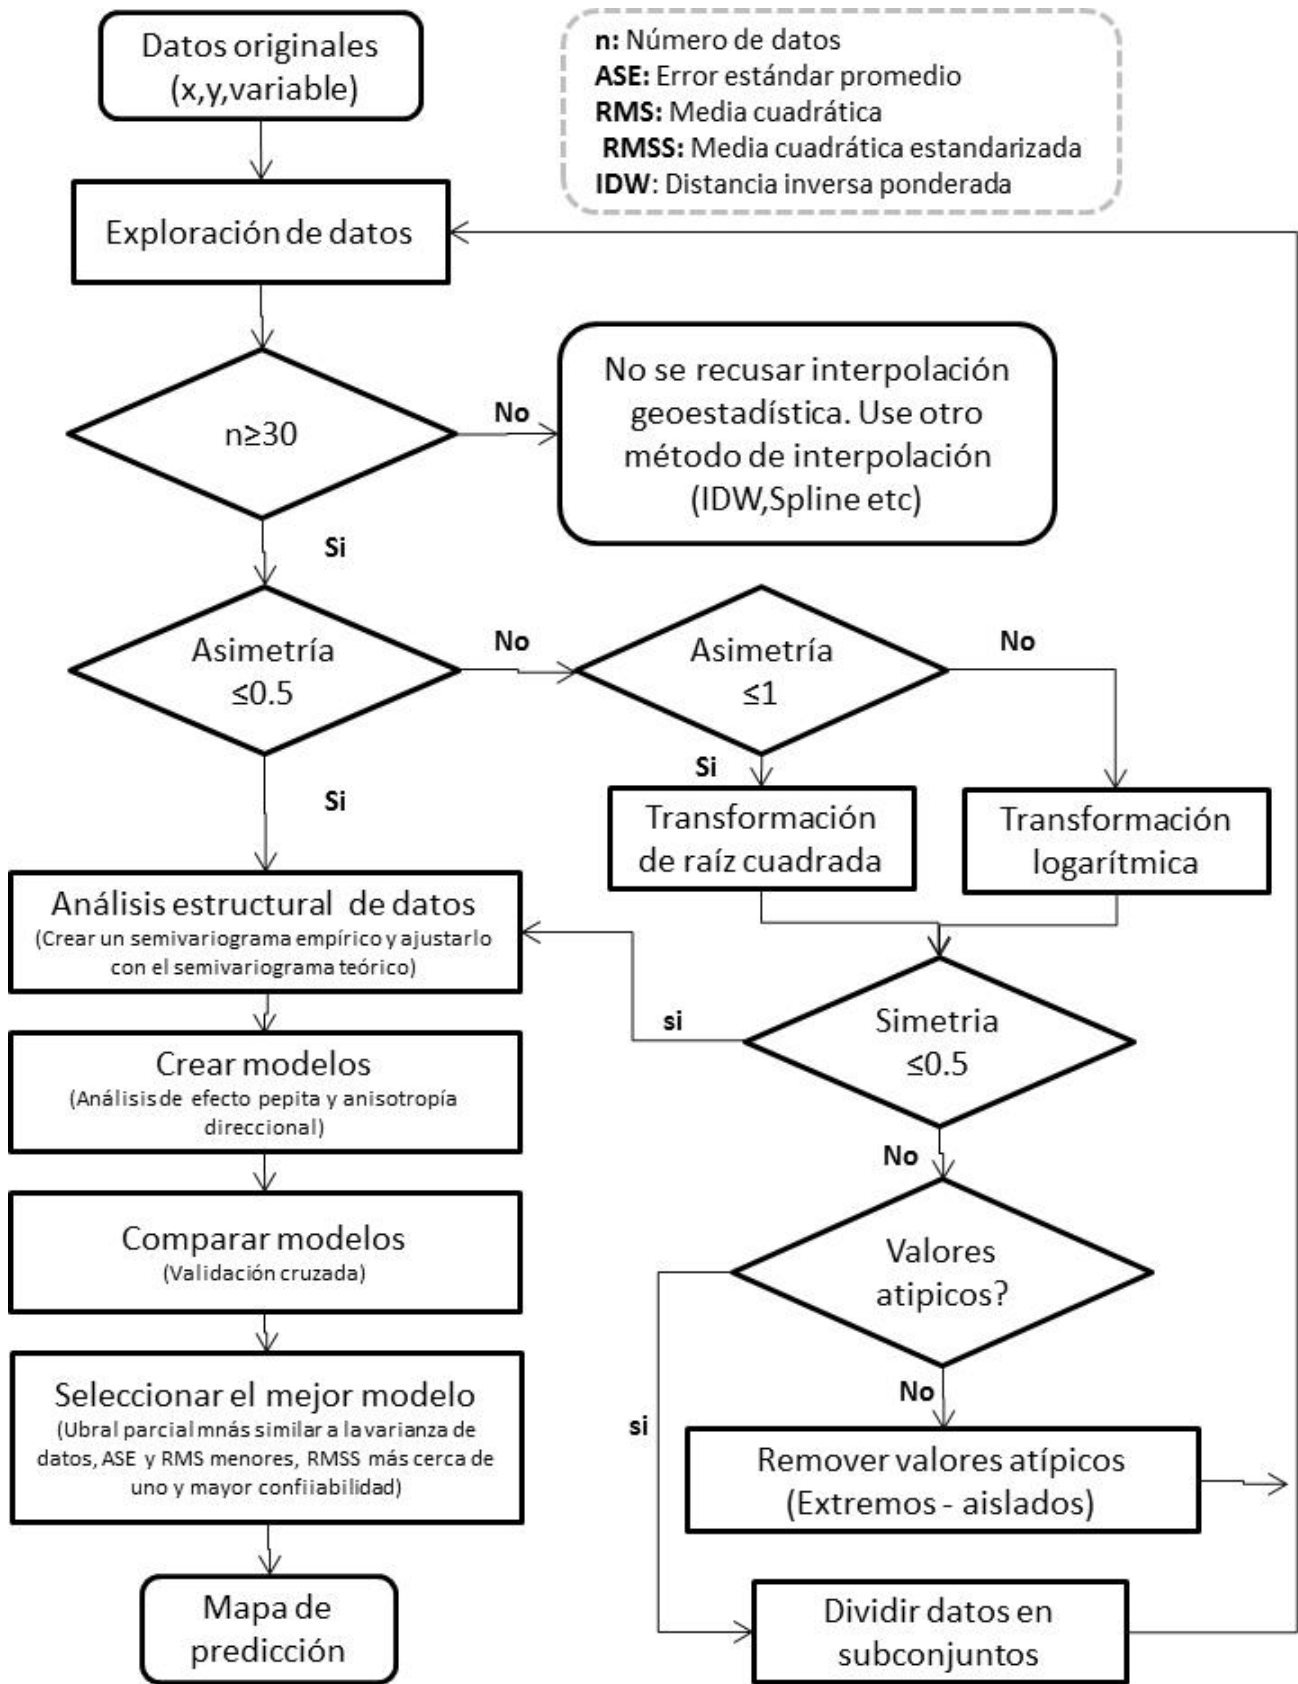 Datos originales
(x,y,variable)
n: Número de datos
ASE: Error estándar promedio
RMS: Media cuadrática
RMSS: Media cuadrática estandarizada
IDW: Distancia inversa ponderada
Exploración de datos
n≥30
No
No se recusar interpolación
geoestadística. Use otro
método de interpolación
(IDW,Spline etc)
Si
Asimetría
≤0.5
No
Asimetría
≤1
No
Si
Si
Transformación
de raíz cuadrada
Transformación
logarítmica
Análisis estructural de datos
(Crear un semivariograma empírico y ajustarlo
con el semivariograma teórico)
si
Simetria
≤0.5
Crear modelos
(Análisis de efecto pepita y anisotropía
direccional)
No
Comparar modelos
(Validación cruzada)
Valores
atipicos?
No
si
Seleccionar el mejor modelo
(Ubral parcial mnás similar a la varianza de
datos, ASE y RMS menores, RMSS más cerca de
uno y mayor confiiabilidad)
Remover valores atípicos
(Extremos - aislados)
Mapa de
predicción
Dividir datos en
subconjuntos